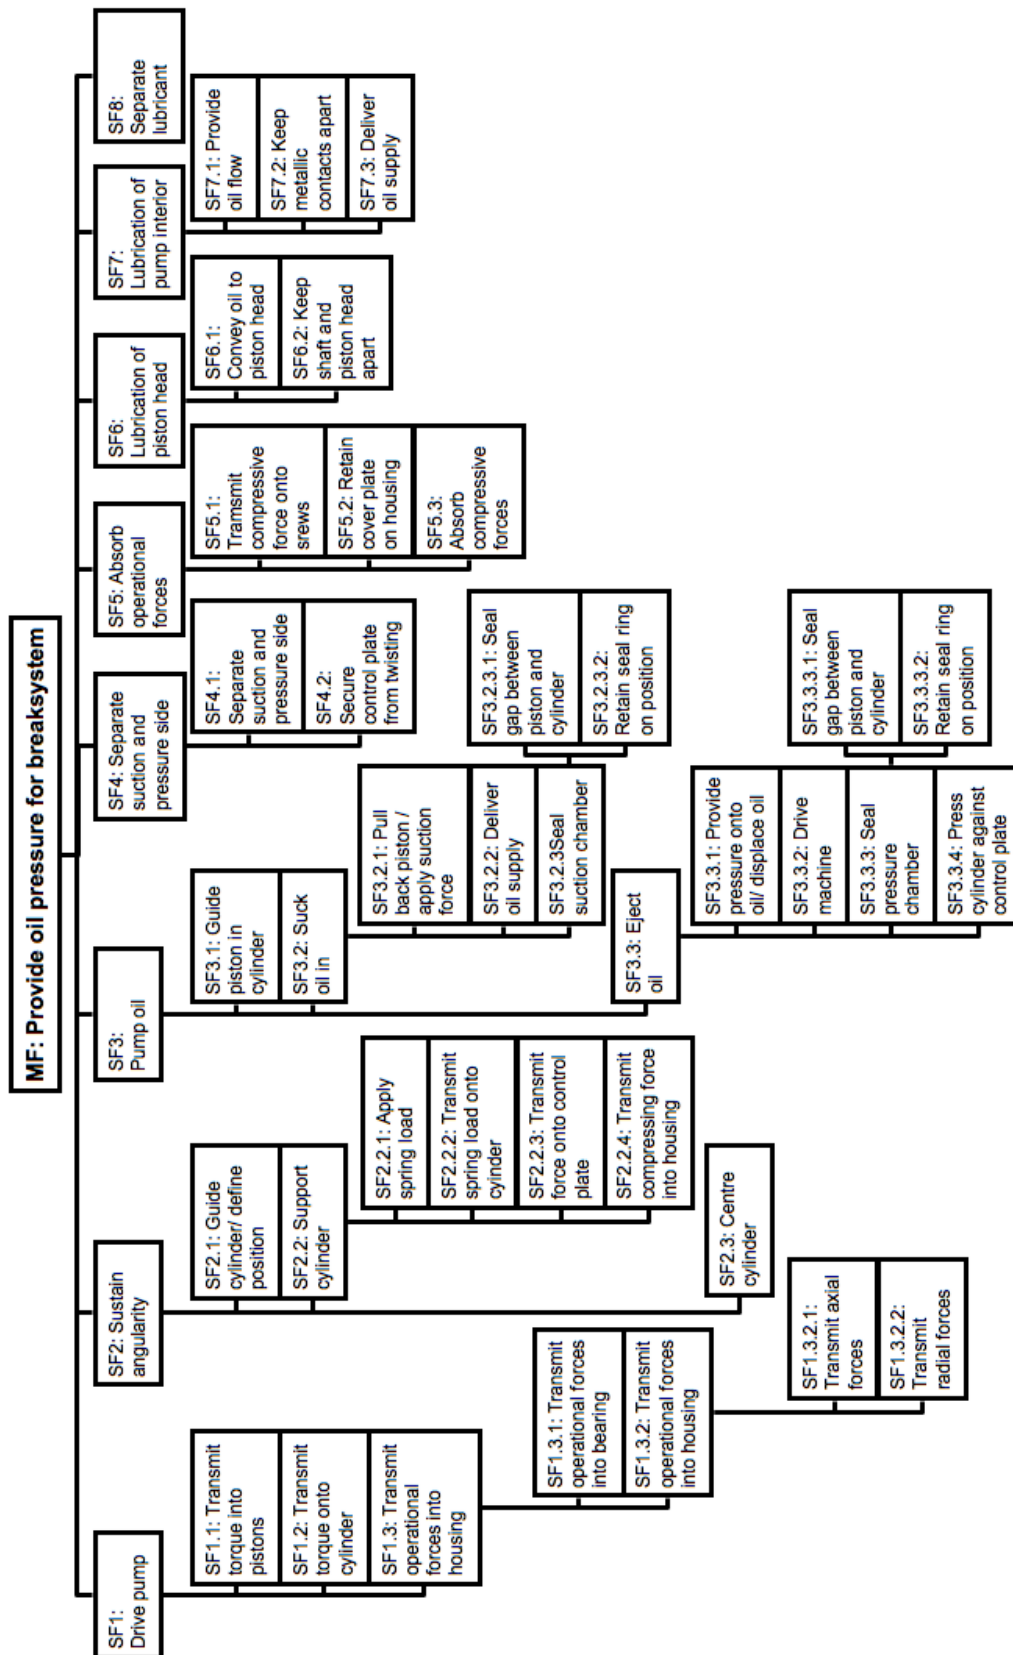 MF: Provide oil pressure for breaksystem
SF1:
Drive pump
SF1.1: Transmit
torque into
pistons
SF1.2: Transmit
torque onto
cylinder
SF1.3: Transmit
operational
forces into
housing
SF1.3.1: Transmit
operational forces
into bearing
SF1.3.2: Transmit
operational forces
into housing
SF1.3.2.1:
Transmit axial
forces
SF1.3.2.2:
Transmit
radial forces
SF2: Sustain
angularity
SF2.1: Guide
cylinder/ define
position
SF2.2: Support
cylinder
SF2.2.1: Apply
spring load
SF2.2.2: Transmit
spring load onto
cyinder
SF2.2.3: Transmit
force onto control
plate
SF2.2.4: Transmit
compressing force
into housing
SF2.3: Centre
cylinder
SF3:
Pump oil
SF3.1: Guide
piston in
cylinder
SF3.2: Suck
oil in
SF3.2.1: Pull
back piston /
apply suction
force
SF3.2.2: Deliver
oil supply
SF3.2.3Seal
suction chamber
SF3.2.3.1: Seal
gap between
piston and
cylinder
SF3.2.3.2:
Retain seal ring
on position
SF3.3: Eject
oil
SF3.3.1: Provide
pressure onto
oil/ displace oil
SF3.3.2: Drive
machine
SF3.3.3: Seal
pressure
chamber
SF3.3.4: Press
cylinder against
control plate
SF3.3.3.1: Seal
gap between
piston and
cylinder
SF3.3.3.2:
Retain seal ring
on position
SF4: Separate
suction and
pressure side
SF4.1:
Separate
suction and
pressure side
SF4.2:
Secure
control plate
from twisting
SF5: Absorb
operational
forces
SF5.1:
Tramsmit
compressive
force onto
srews
SF5.2: Retain
cover plate
on housing
SF5.3:
Absorb
compressive
forces
SF6:
Lubrication of
piston head
SF6.1:
Convey oil to
piston head
SF6.2: Keep
shaft and
piston head
apart
SF7:
Lubrication of
pump interior
SF7.1: Provide
oil flow
SF7.2: Keep
metallic
contacts apart
SF7.3: Deliver
oil supply
SF8:
Separate
lubricant